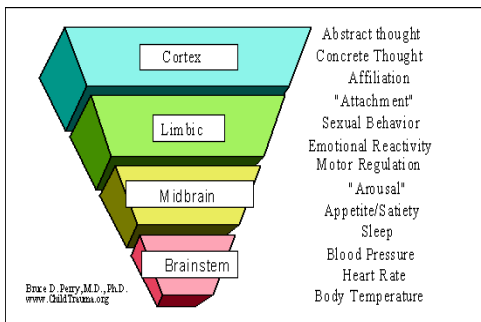 Cortex
Limbic
Midbrain
Brainstem
Abstract thought
Concrete Thought
Affiliation
"Attachment"
Sexual Behavior
Emotional Reactivity
Motor Regulation
"Arousal"
Appetite/Satiety
Sleep
Blood Pressure
Heart Rate
Body Temperature
Bruce D. Perry, M.D., Ph.D.
www.ChildTrauma.org